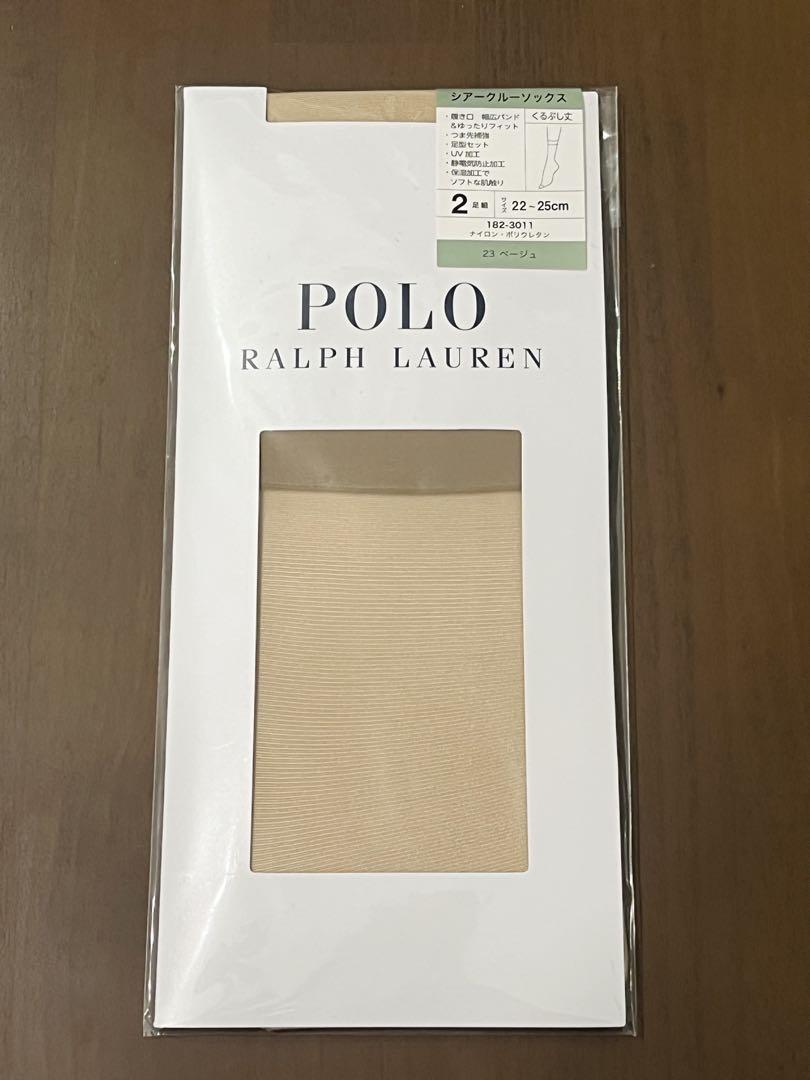 シアークルーソックス
・履き口 幅広バンド
&ゆったりフィット
・つま先補強
・足型セット
・UV加工
・静電気防止加工
・保湿加工で
ソフトな肌触り
くるぶし丈
2足組 サイズ 22~25cm
182-3011
ナイロン・ポリウレタン
23 ベージュ
POLO
RALPH LAUREN